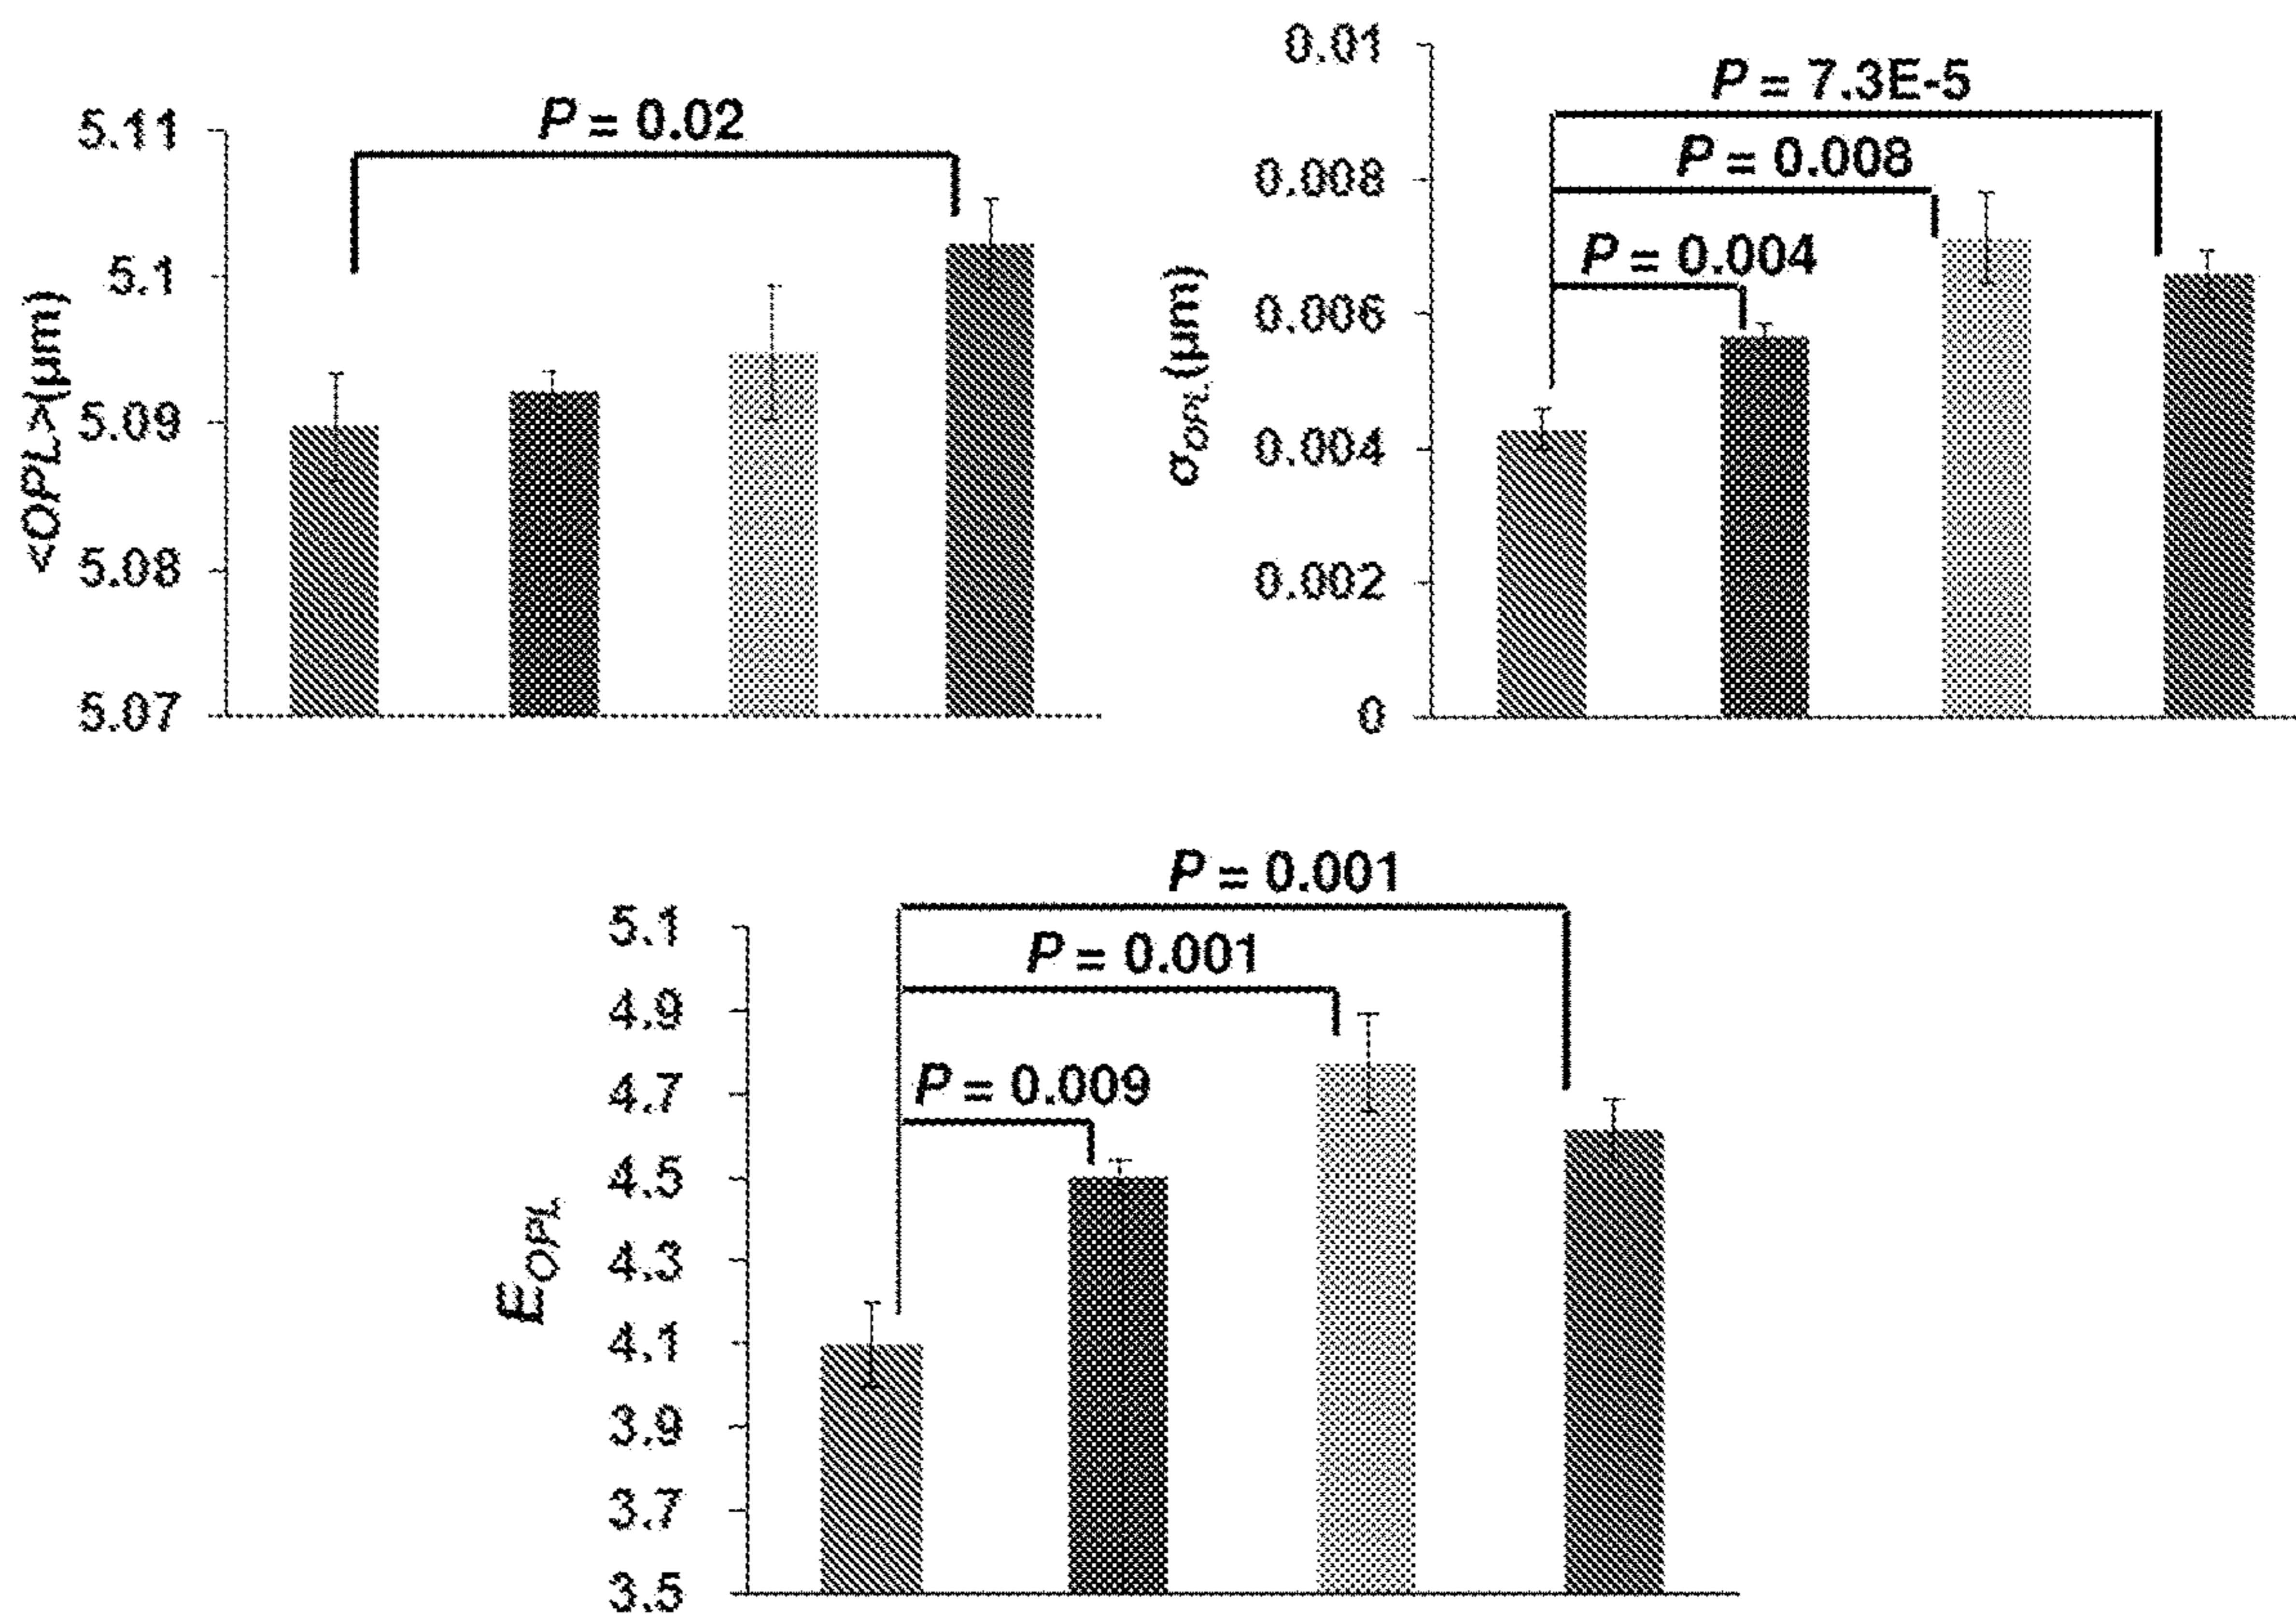 P = 0.02
5.11
5.1
5.09
5.08
5.07
<OPL>(µm)
P = 7.3E-5
P = 0.008
P = 0.004
0.01
0.008
0.006
0.004
0.002
0
σOPL(µm)
P = 0.001
P = 0.001
P = 0.009
5.1
4.9
4.7
4.5
4.3
4.1
3.9
3.7
3.5
EOPL